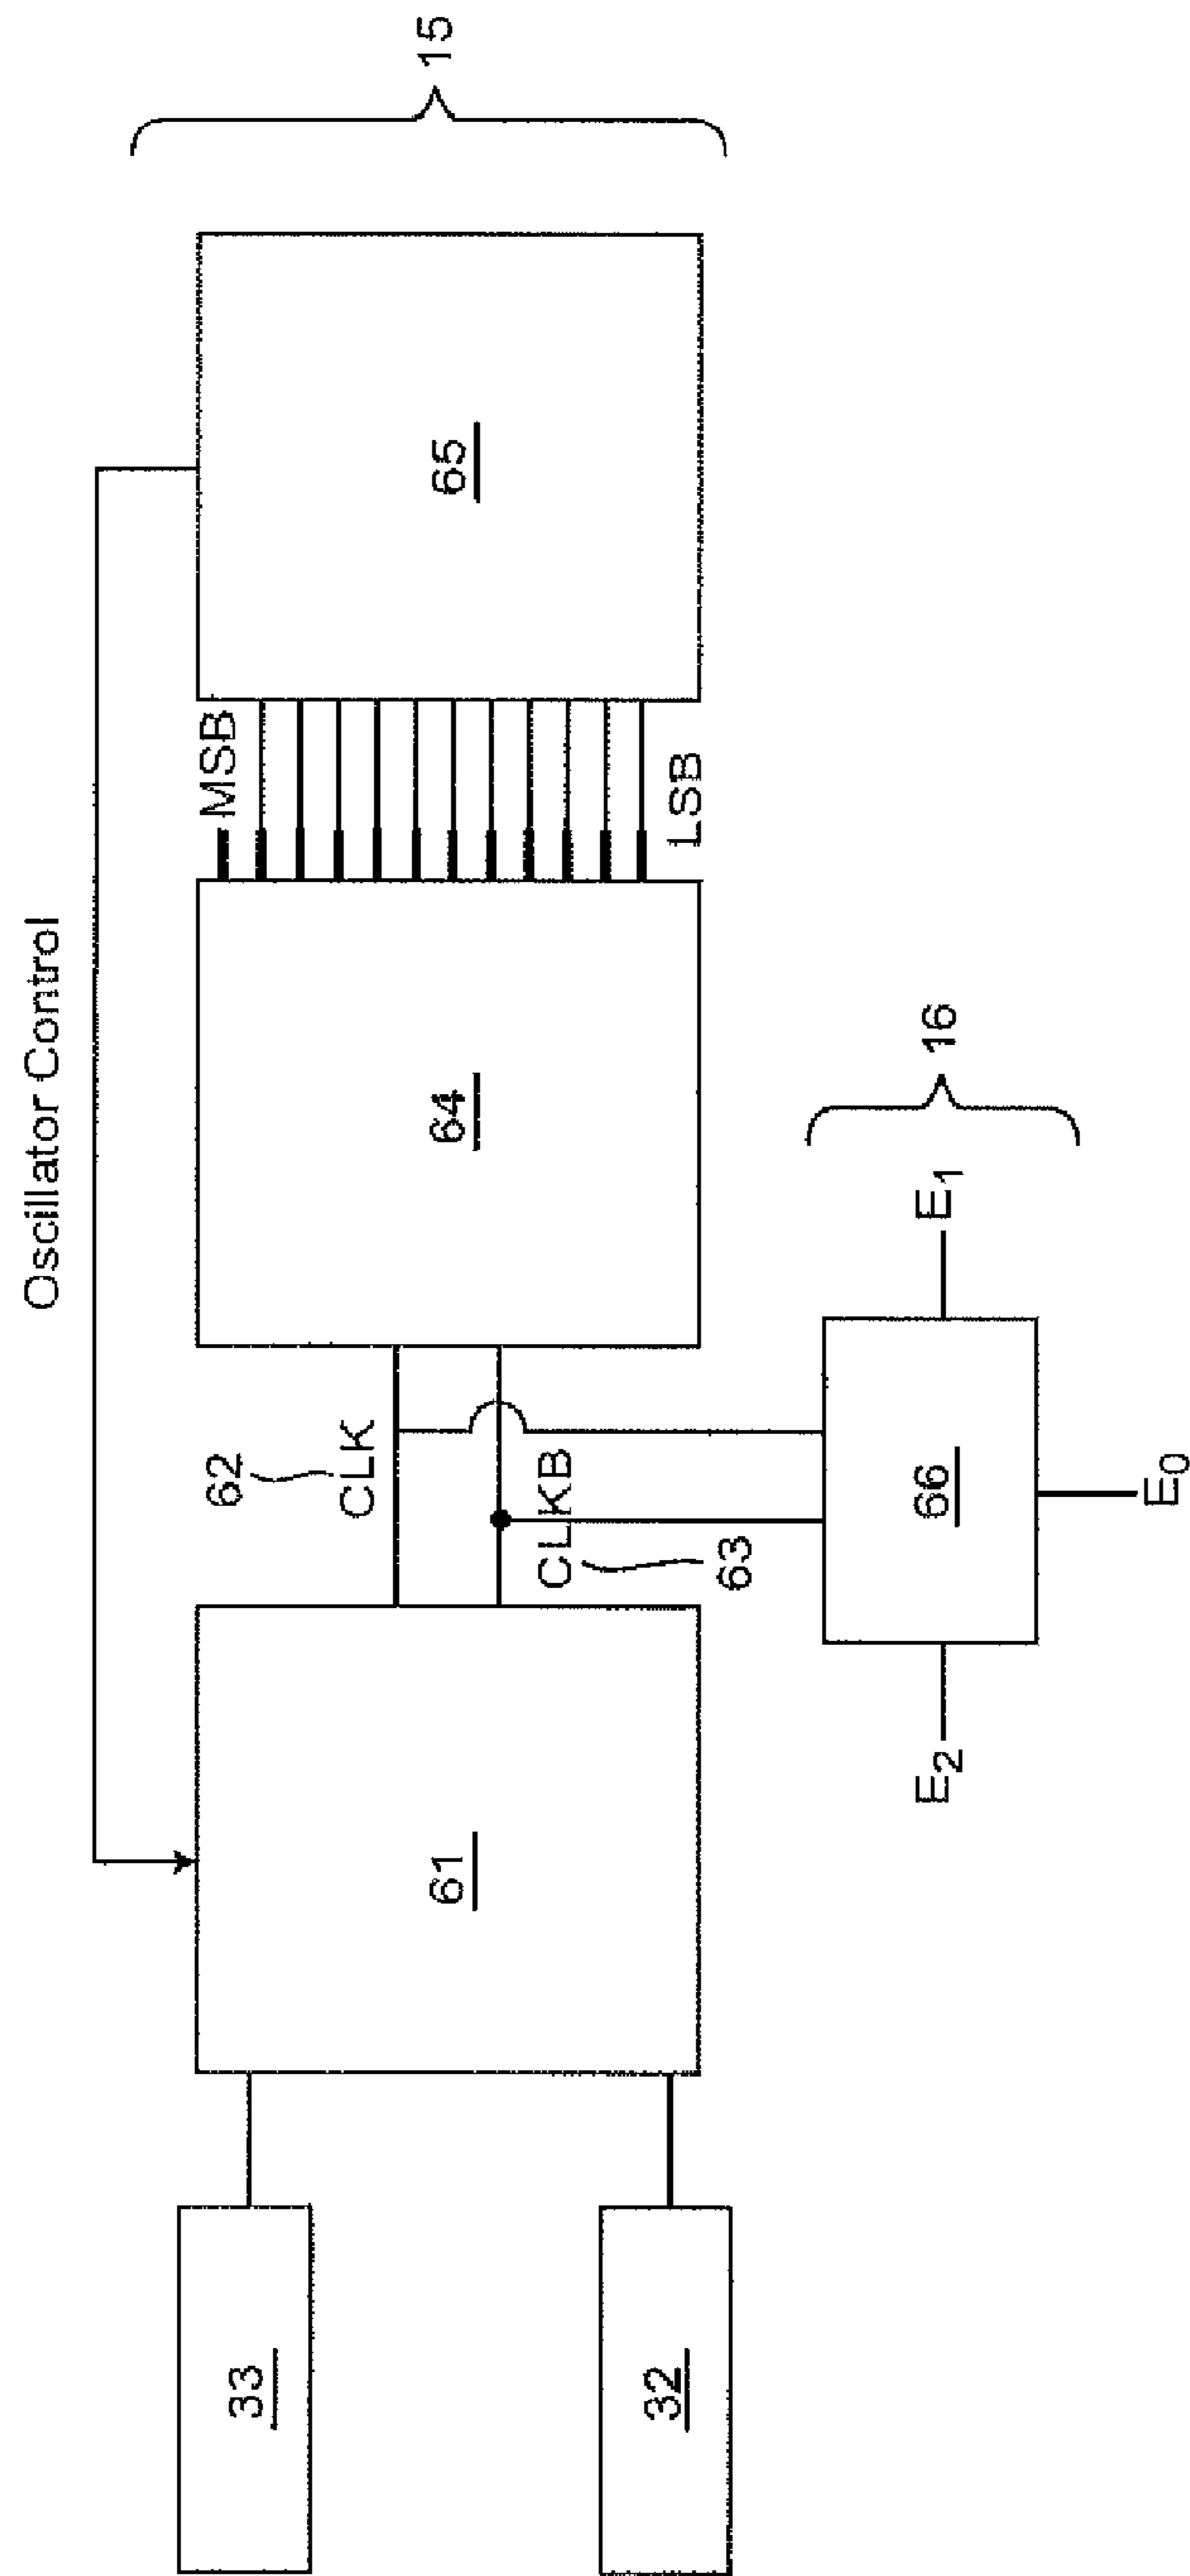 Oscillator Control
15
33
32
61
62
CLK
CLKB
63
64
MSB
LSB
65
66
E2
E1
E0
16